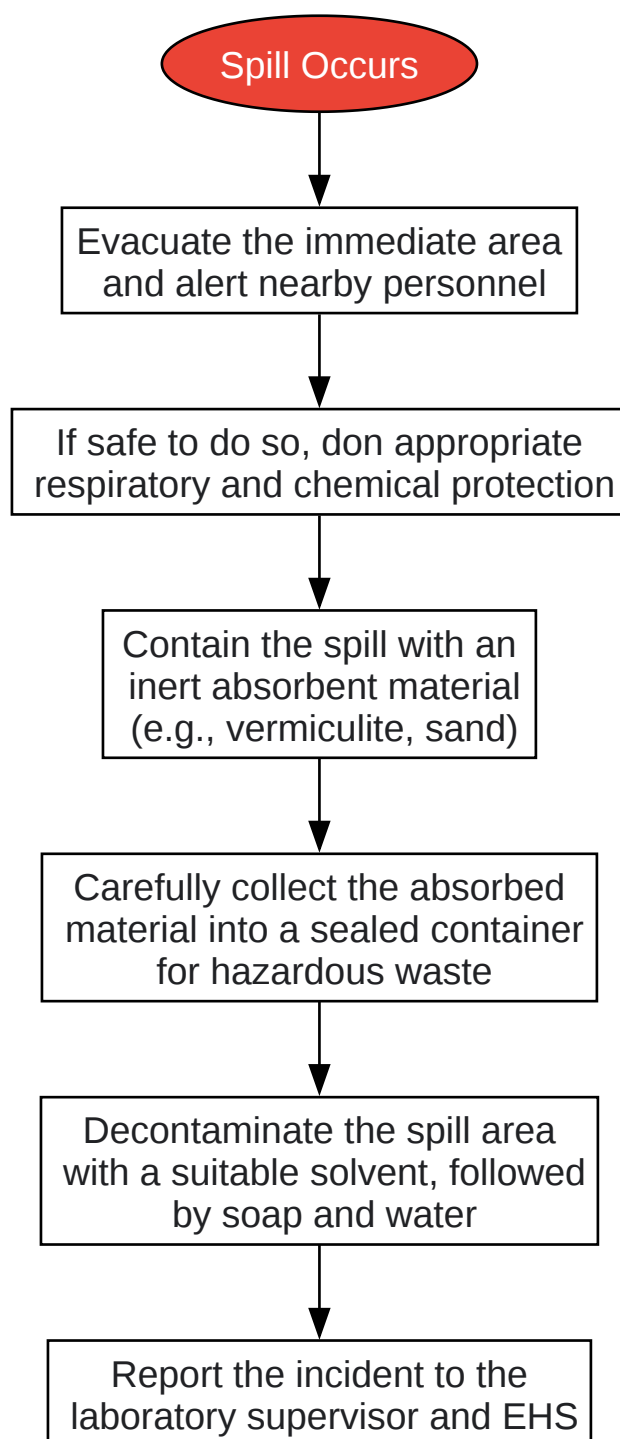 Spill Occurs
Evacuate the immediate area
and alert nearby personnel
If safe to do so, don appropriate
respiratory and chemical protection
Contain the spill with an
inert absorbent material
(e.g., vermiculite, sand)
Carefully collect the absorbed
material into a sealed container
for hazardous waste
Decontaminate the spill area
with a suitable solvent, followed
by soap and water
Report the incident to the
laboratory supervisor and EHS